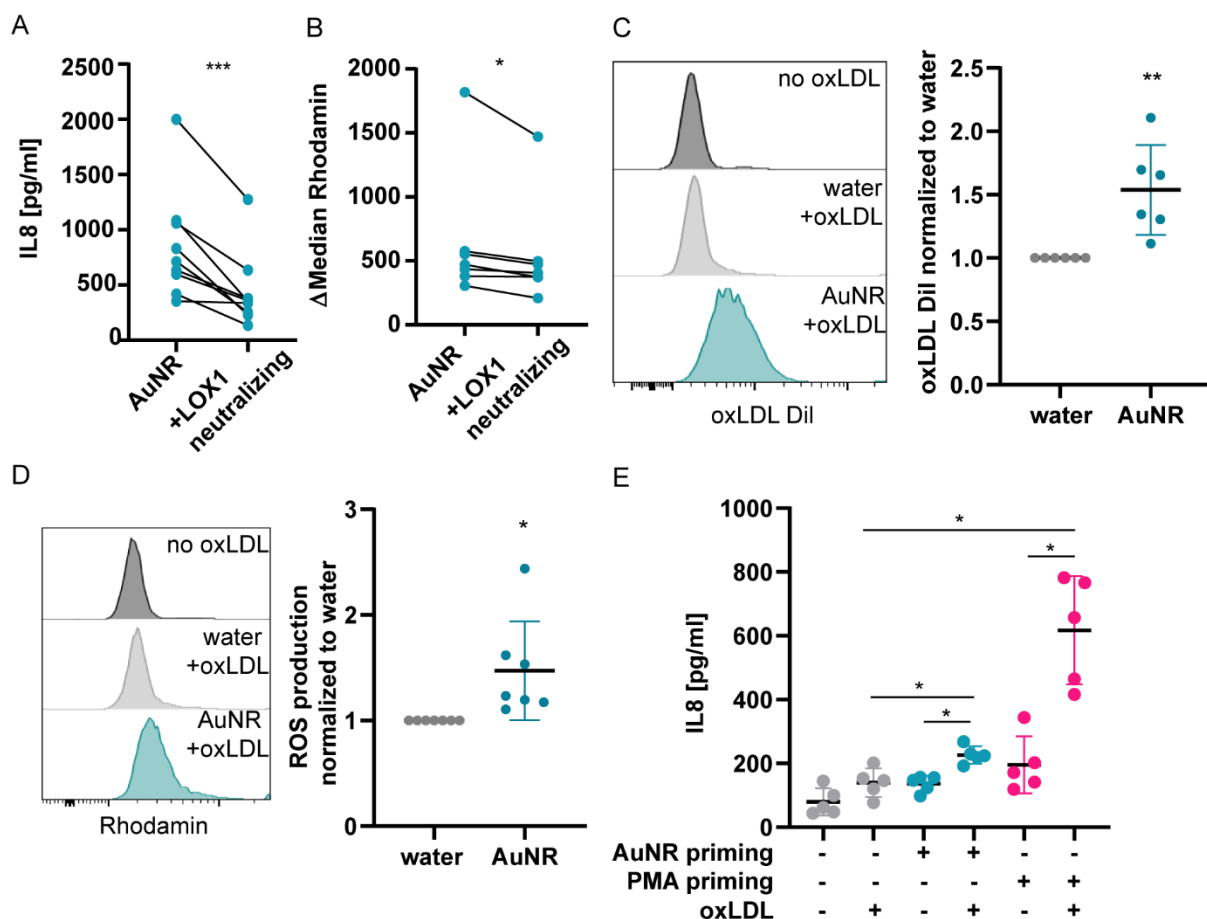 A
IL8 [pg/ml]
2500
2000
1500
1000
500
0
***
AuNR
+LOX1
neutralizing
B
ΔMedian Rhodamin
2000
1500
1000
500
0
*
AuNR
+LOX1
neutralizing
C
no oxLDL
water
+oxLDL
AuNR
+oxLDL
oxLDL Dil
oxLDL Dil normalized to water
2.5
2.0
1.5
1.0
0.5
0.0
**
water
AuNR
D
no oxLDL
water
+oxLDL
AuNR
+oxLDL
Rhodamin
ROS production
normalized to water
3
2
1
0
*
water
AuNR
E
IL8 [pg/ml]
1000
800
600
400
200
0
*
*
*
*
AuNR priming - - + + - -
PMA priming - - - - + +
oxLDL - + - + - +